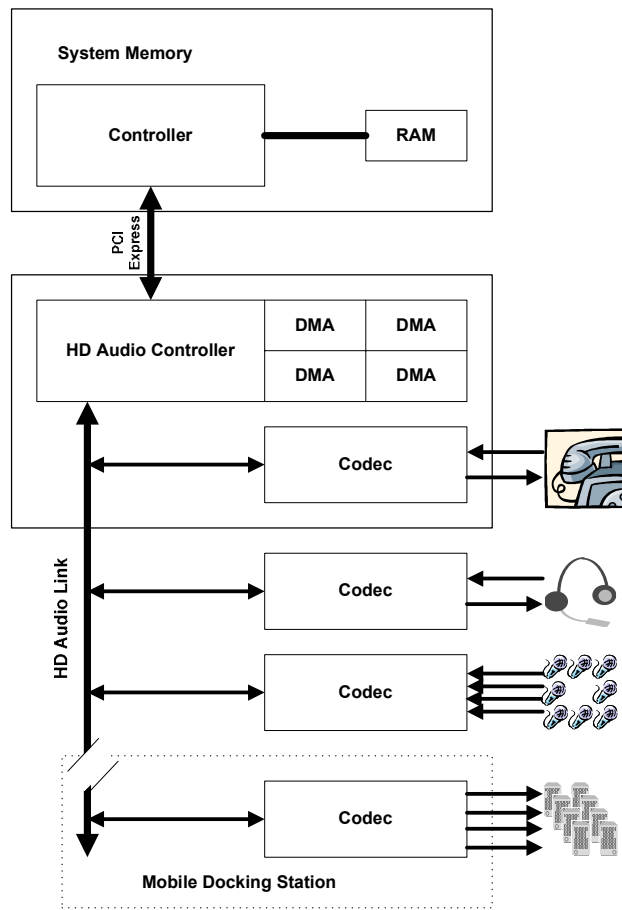 System Memory
Controller
RAM
PCI
Express
HD Audio Controller
DMA
DMA
DMA
DMA
Codec
HD Audio Link
Codec
Codec
Codec
Mobile Docking Station